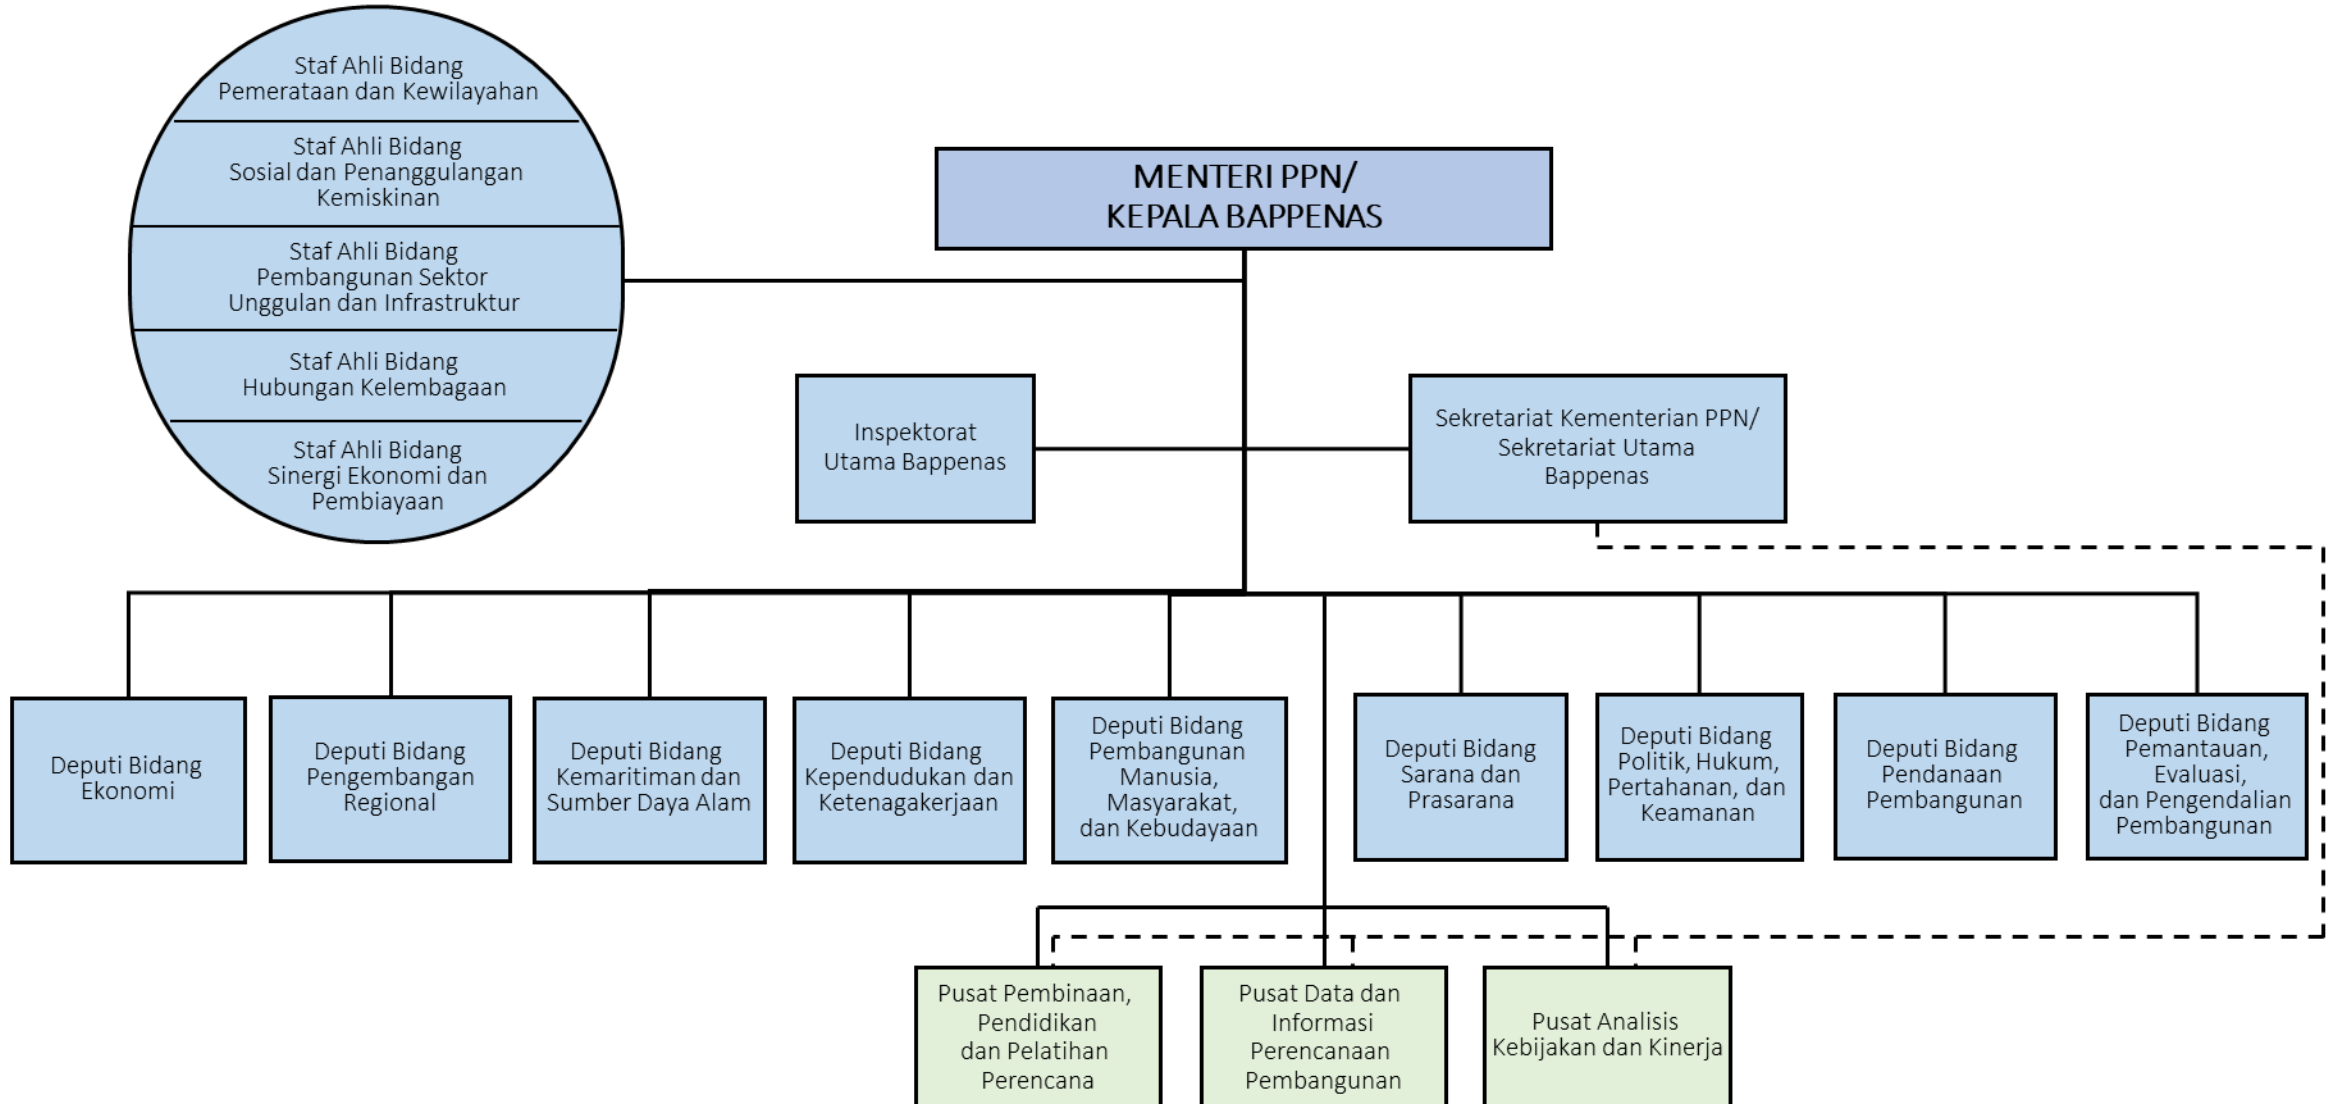 Staf Ahli Bidang
Pemerataan dan Kewilayahan
Staf Ahli Bidang
Sosial dan Penanggulangan
Kemiskinan
Staf Ahli Bidang
Pembangunan Sektor
Unggulan dan Infrastruktur
Staf Ahli Bidang
Hubungan Kelembagaan
Staf Ahli Bidang
Sinergi Ekonomi dan
Pembiayaan
MENTERI PPN/
KEPALA BAPPENAS
Inspektorat
Utama Bappenas
Sekretariat Kementerian PPN/
Sekretariat Utama
Bappenas
Deputi Bidang
Ekonomi
Deputi Bidang
Pengembangan
Regional
Deputi Bidang
Kemaritiman dan
Sumber Daya Alam
Deputi Bidang
Kependudukan dan
Ketenagakerjaan
Deputi Bidang
Pembangunan
Manusia,
Masyarakat,
dan Kebudayaan
Deputi Bidang
Sarana dan
Prasarana
Deputi Bidang
Politik, Hukum,
Pertahanan, dan
Keamanan
Deputi Bidang
Pendanaan
Pembangunan
Deputi Bidang
Pemantauan,
Evaluasi,
dan Pengendalian
Pembangunan
Pusat Pembinaan,
Pendidikan
dan Pelatihan
Perencana
Pusat Data dan
Informasi
Perencanaan
Pembangunan
Pusat Analisis
Kebijakan dan Kinerja